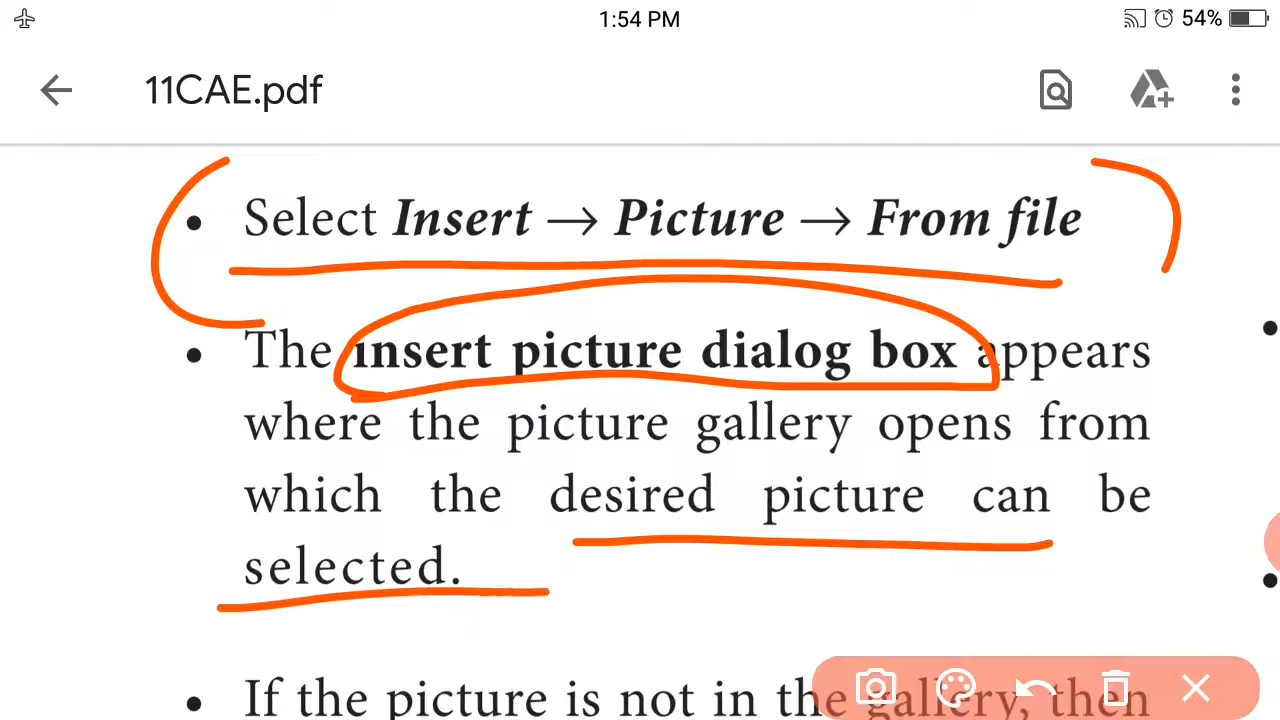 1:54 PM
54%
11CAE.pdf
• Select Insert → Picture → From file
• The insert picture dialog box appears
where the picture gallery opens from
which the desired picture can be
selected.
• If the picture is not in the gallery, then